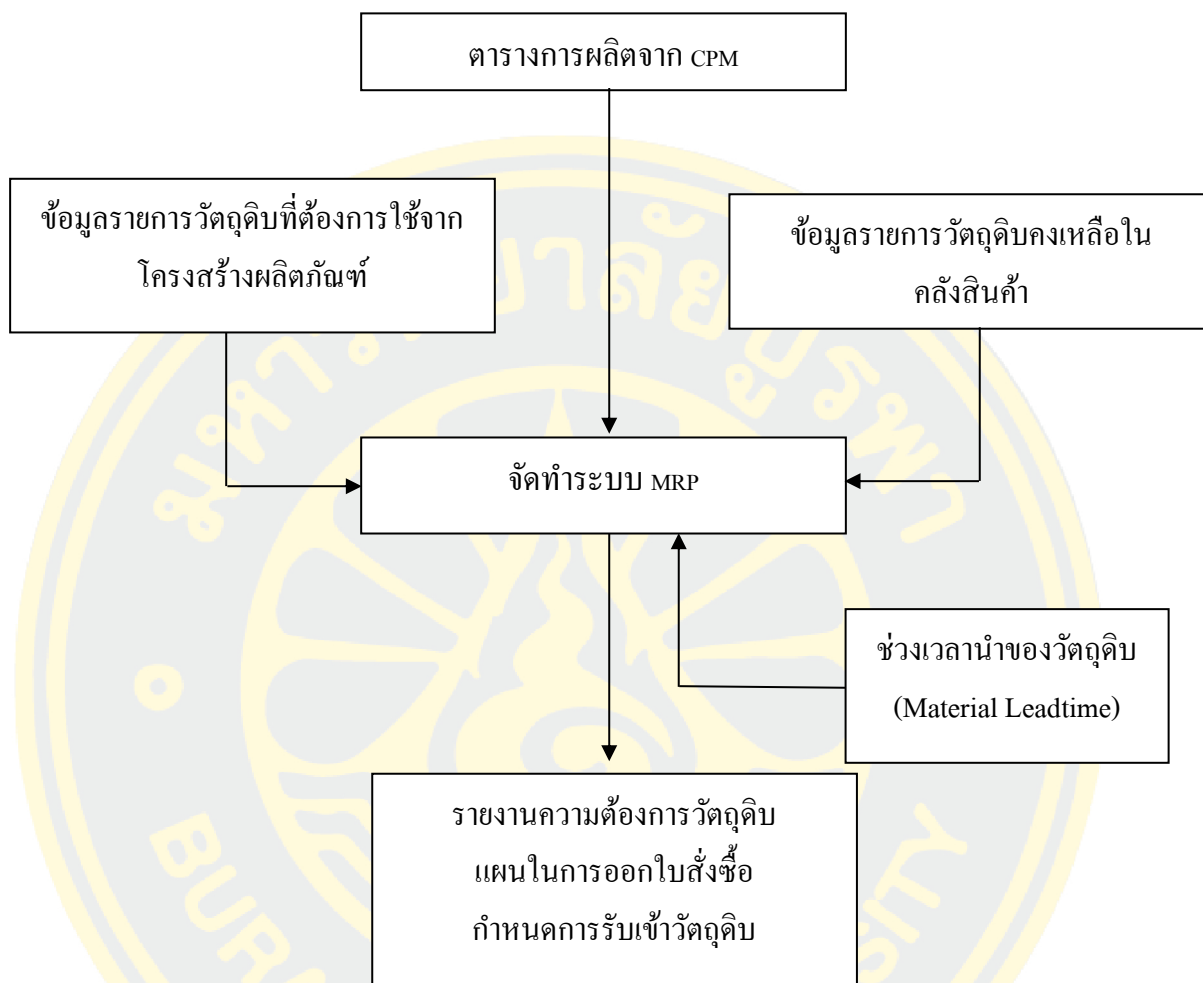 ตารางการผลิตจาก CPM
ข้อมูลรายการวัตถุดิบที่ต้องการใช้จาก
โครงสร้างผลิตภัณฑ์
ข้อมูลรายการวัตถุดิบคงเหลือใน
คลังสินค้า
จัดทำระบบ MRP
ช่วงเวลานำของวัตถุดิบ
(Material Leadtime)
รายงานความต้องการวัตถุดิบ
แผนในการออกใบสั่งซื้อ
กำหนดการรับเข้าวัตถุดิบ